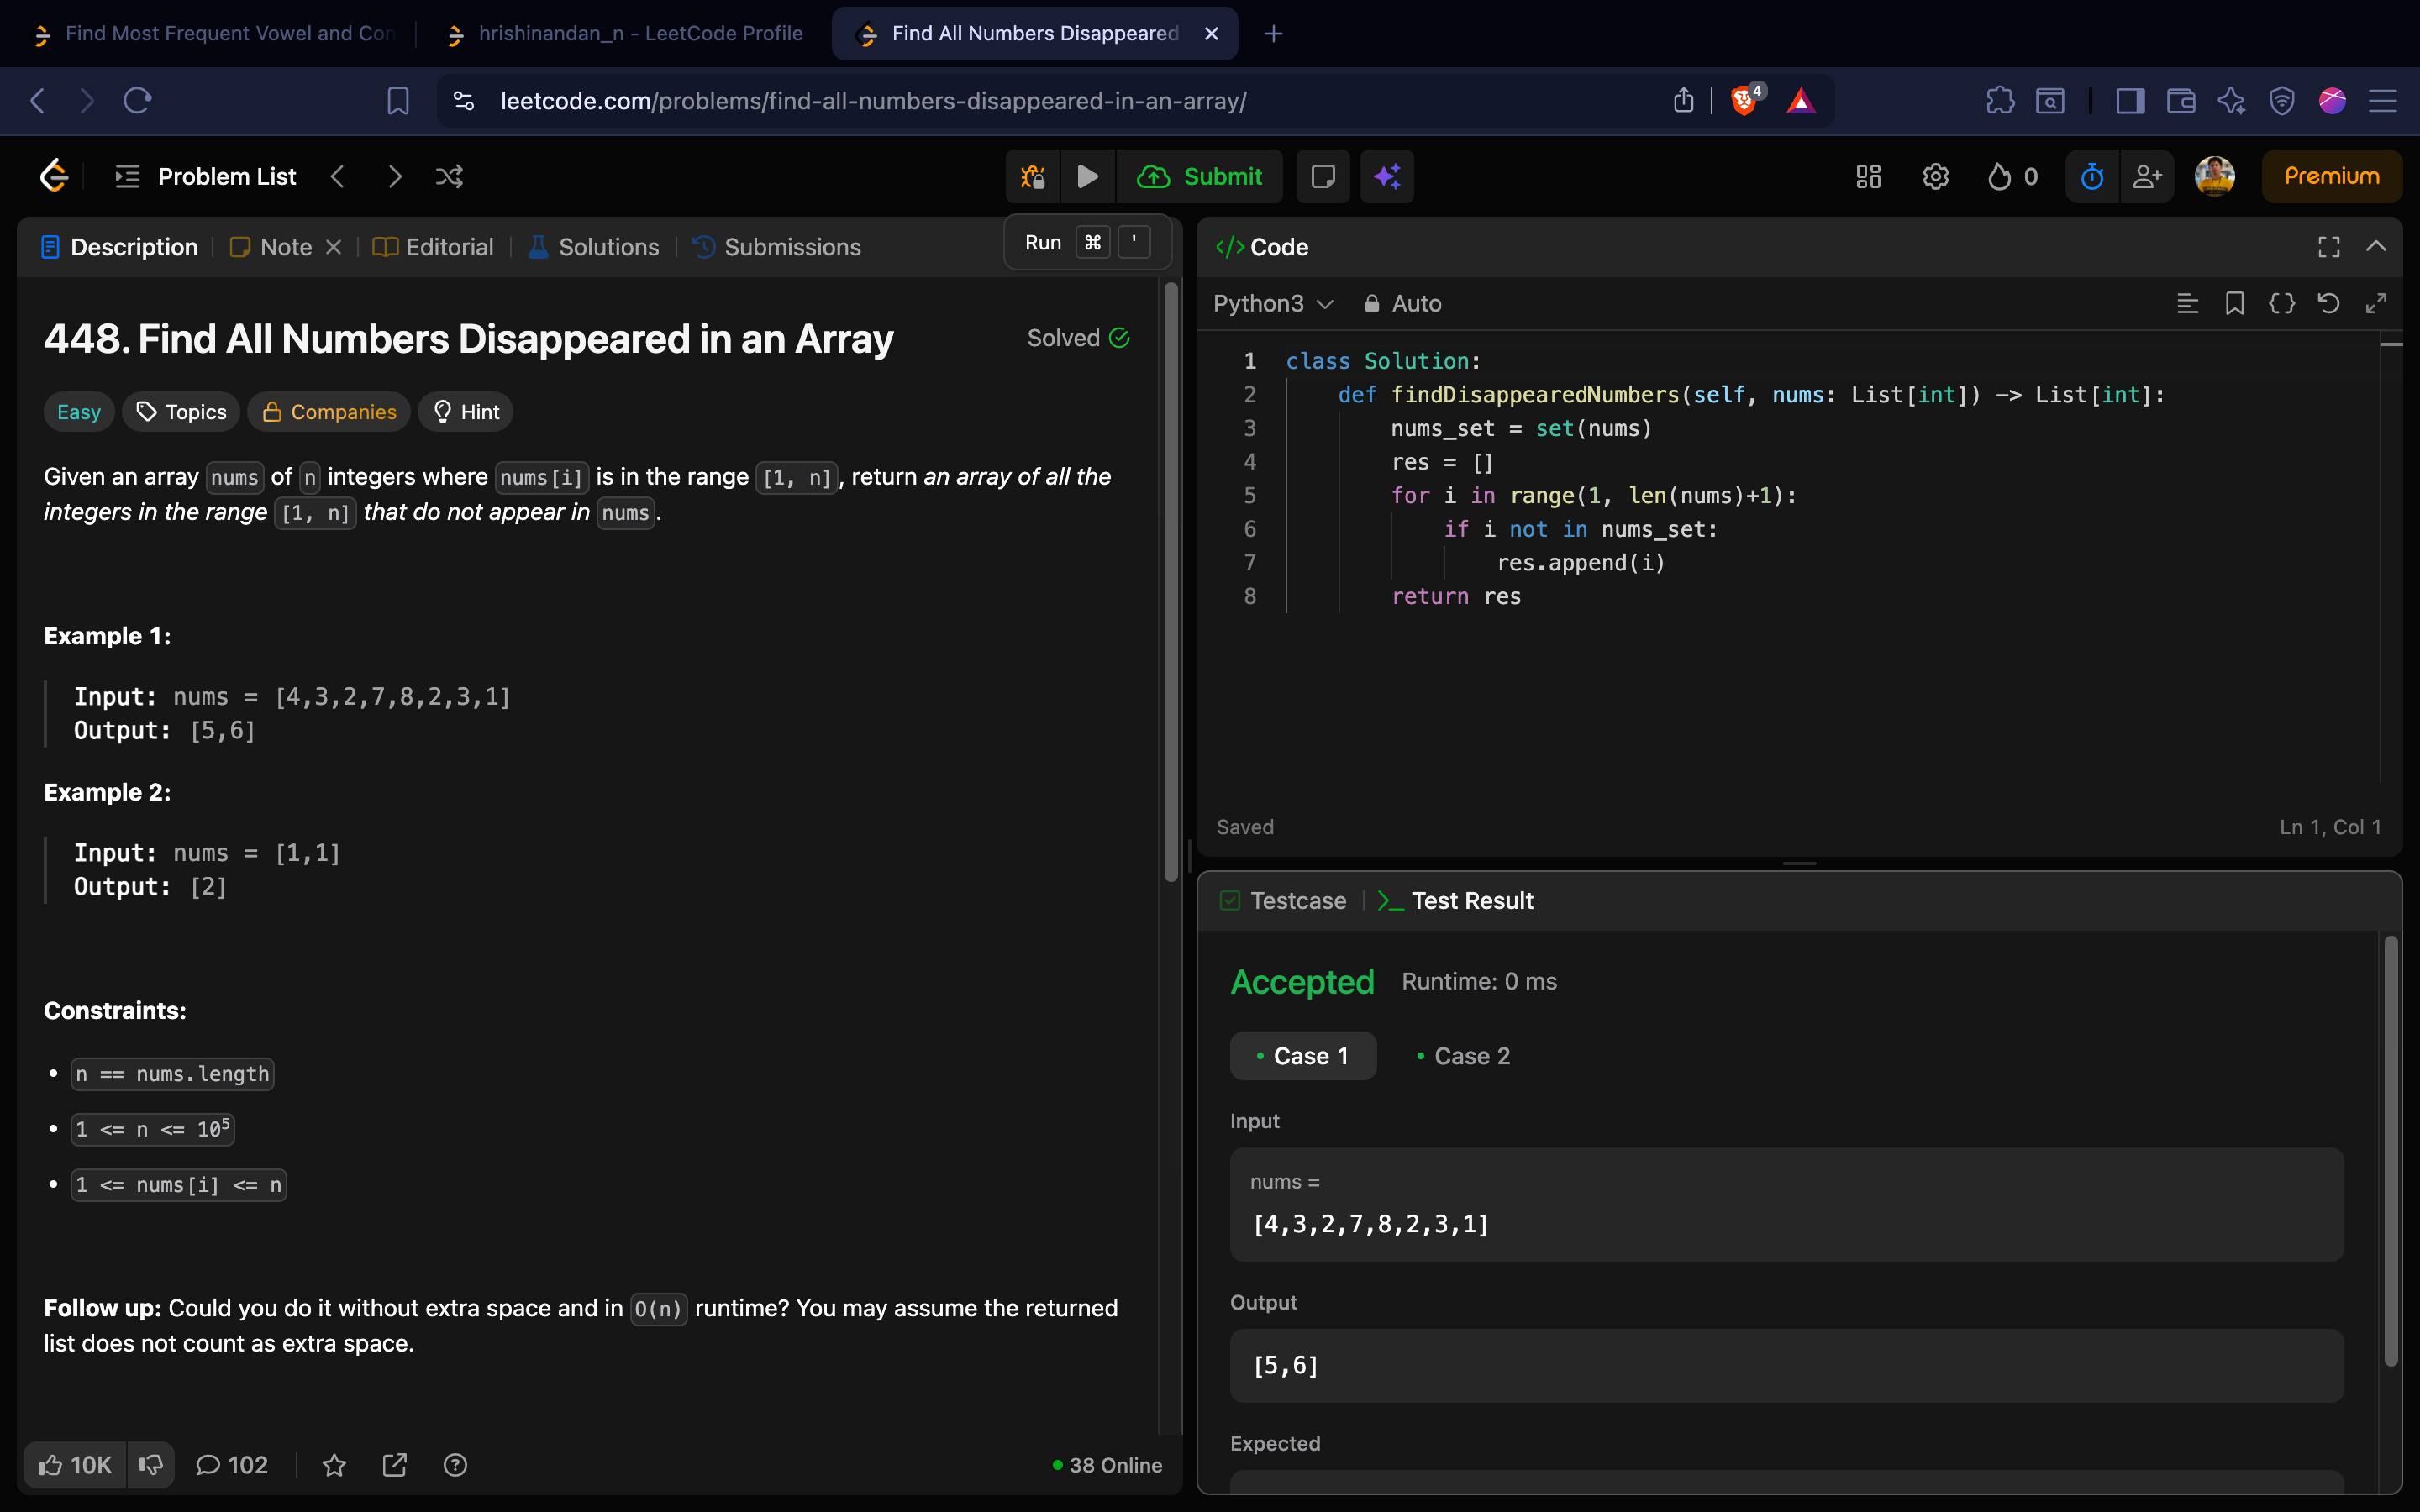 Find Most Frequent Vowel and Con
hrishinandan_n - LeetCode Profile
Find All Numbers Disappeared
leetcode.com/problems/find-all-numbers-disappeared-in-an-array/
4
Problem List
Submit
0
Premium
Description
Note
Editorial
Solutions
Submissions
Run ⌘ '
448. Find All Numbers Disappeared in an Array
Solved
Easy
Topics
Companies
Hint
Given an array nums of n integers where nums[i] is in the range [1, n], return an array of all the
integers in the range [1, n] that do not appear in nums.
Example 1:
Input: nums = [4,3,2,7,8,2,3,1]
Output: [5,6]
Example 2:
Input: nums = [1,1]
Output: [2]
Constraints:
• n == nums.length
• 1 <= n <= 10⁵
• 1 <= nums[i] <= n
Follow up: Could you do it without extra space and in O(n) runtime? You may assume the returned
list does not count as extra space.
10K
102
38 Online
</> Code
Python3
Auto
1 class Solution:
2     def findDisappearedNumbers(self, nums: List[int]) -> List[int]:
3         nums_set = set(nums)
4         res = []
5         for i in range(1, len(nums)+1):
6             if i not in nums_set:
7                 res.append(i)
8         return res
Saved
Ln 1, Col 1
Testcase
Test Result
Accepted
Runtime: 0 ms
• Case 1
• Case 2
Input
nums =
[4,3,2,7,8,2,3,1]
Output
[5,6]
Expected